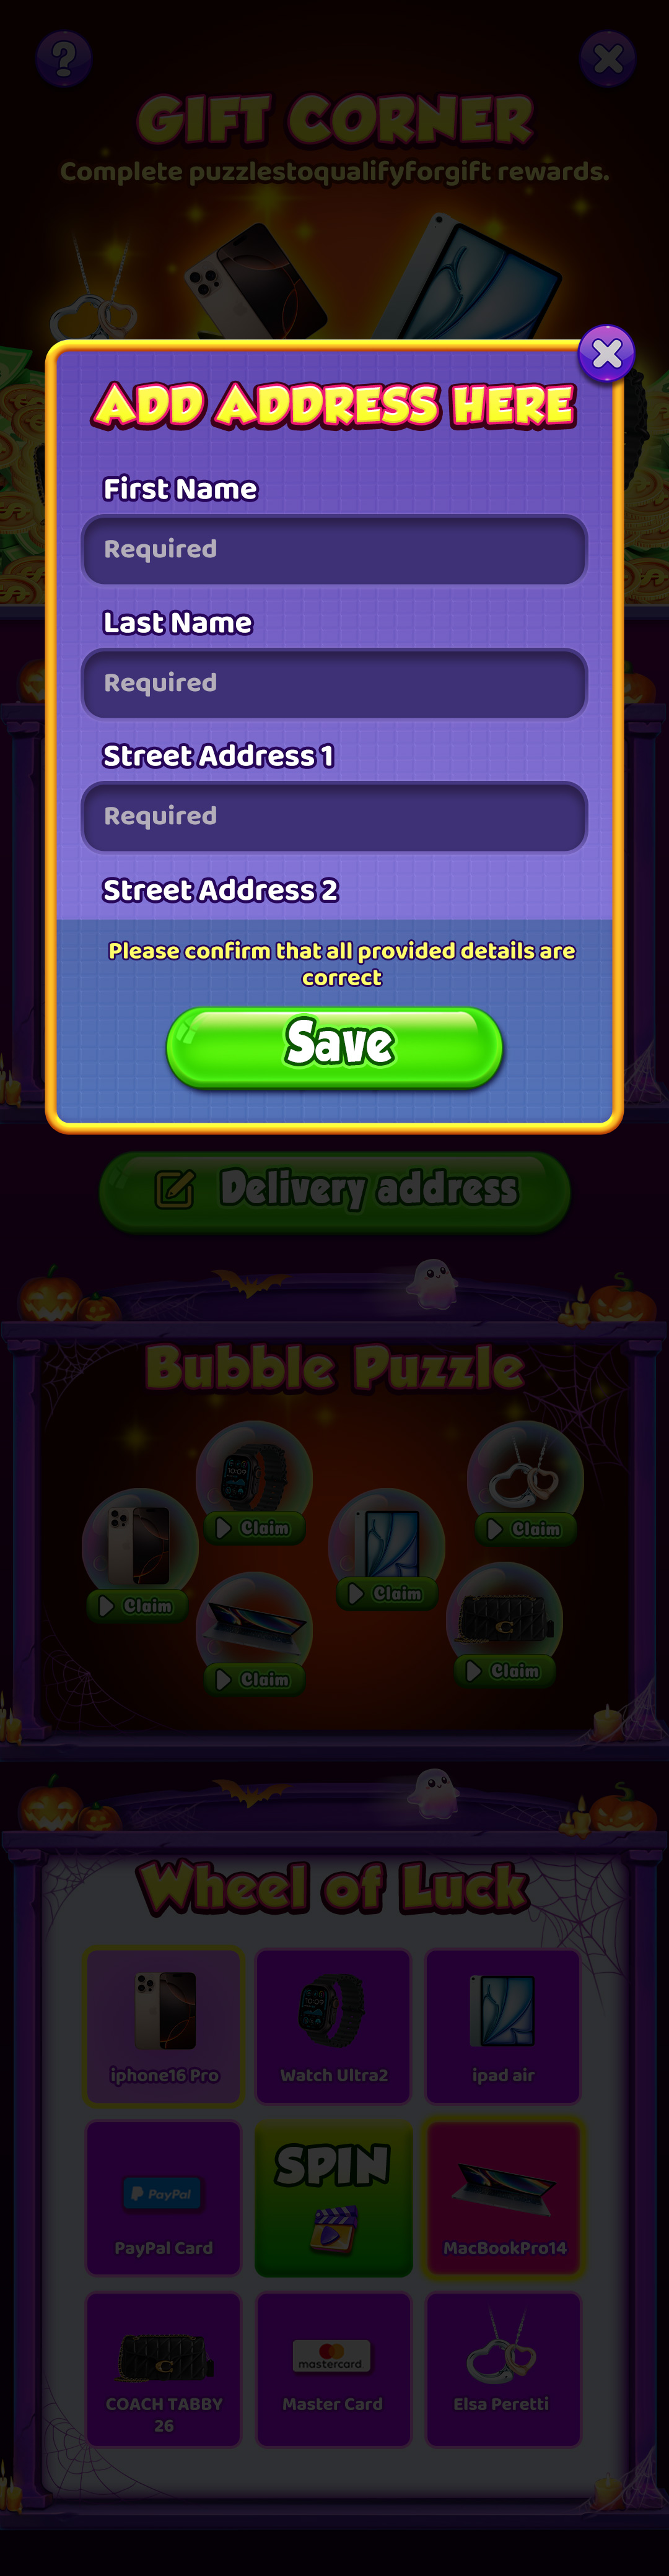 ?
GIFT CORNER
Complete puzzlestoqualifyforgift rewards.
ADD ADDRESS HERE
First Name
Required
Last Name
Required
Street Address 1
Required
Street Address 2
Please confirm that all provided details are
correct
Save
Delivery address
Bubble Puzzle
Claim
Claim
Claim
Claim
Claim
C
Claim
Wheel of Luck
iphone16 Pro
Watch Ultra2
ipad air
PayPal
PayPal Card
SPIN
MacBookPro14
C
COACH TABBY
26
mastercard
Master Card
Elsa Peretti